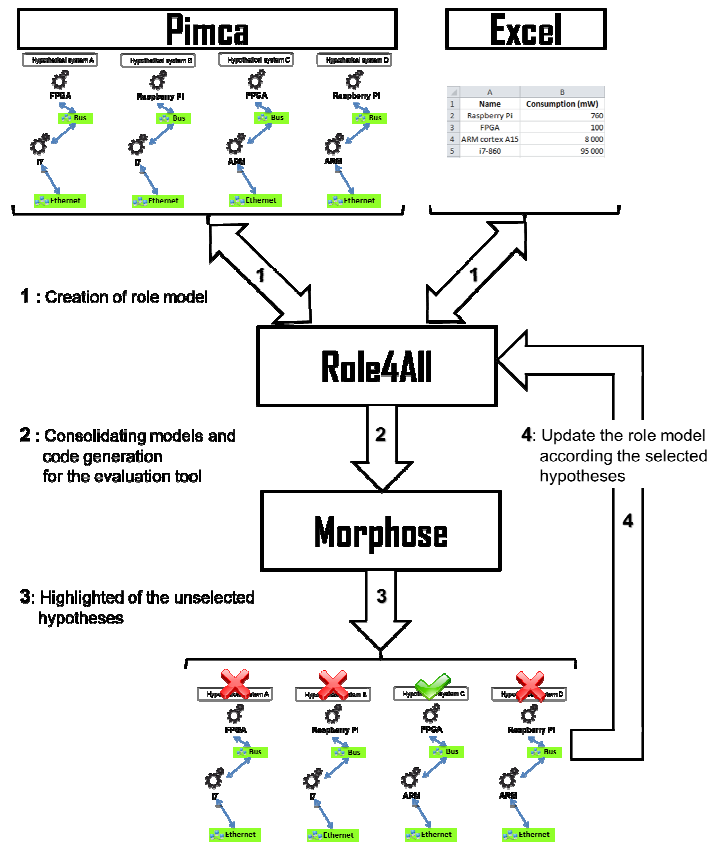 Pimca Excel
Hypothetical system A Hypothetical system B Hypothetical system C Hypothetical system D
FPGA Raspberry Pi FPGA Raspberry Pi
Bus Bus Bus Bus
i7 i7 ARM ARM
Ethernet Ethernet Ethernet Ethernet
A B
1 Name Consumption (mW)
2 Raspberry Pi 760
3 FPGA 100
4 ARM cortex A15 8 000
5 i7-860 95 000
1 1
1 : Creation of role model
Role4All
2 : Consolidating models and
code generation
for the evaluation tool
2
4: Update the role model
according the selected
hypotheses
4
Morphose
3: Highlighted of the unselected
hypotheses
3
FPGA Raspberry Pi FPGA Raspberry Pi
Bus Bus Bus Bus
i7 i7 ARM ARM
Ethernet Ethernet Ethernet Ethernet